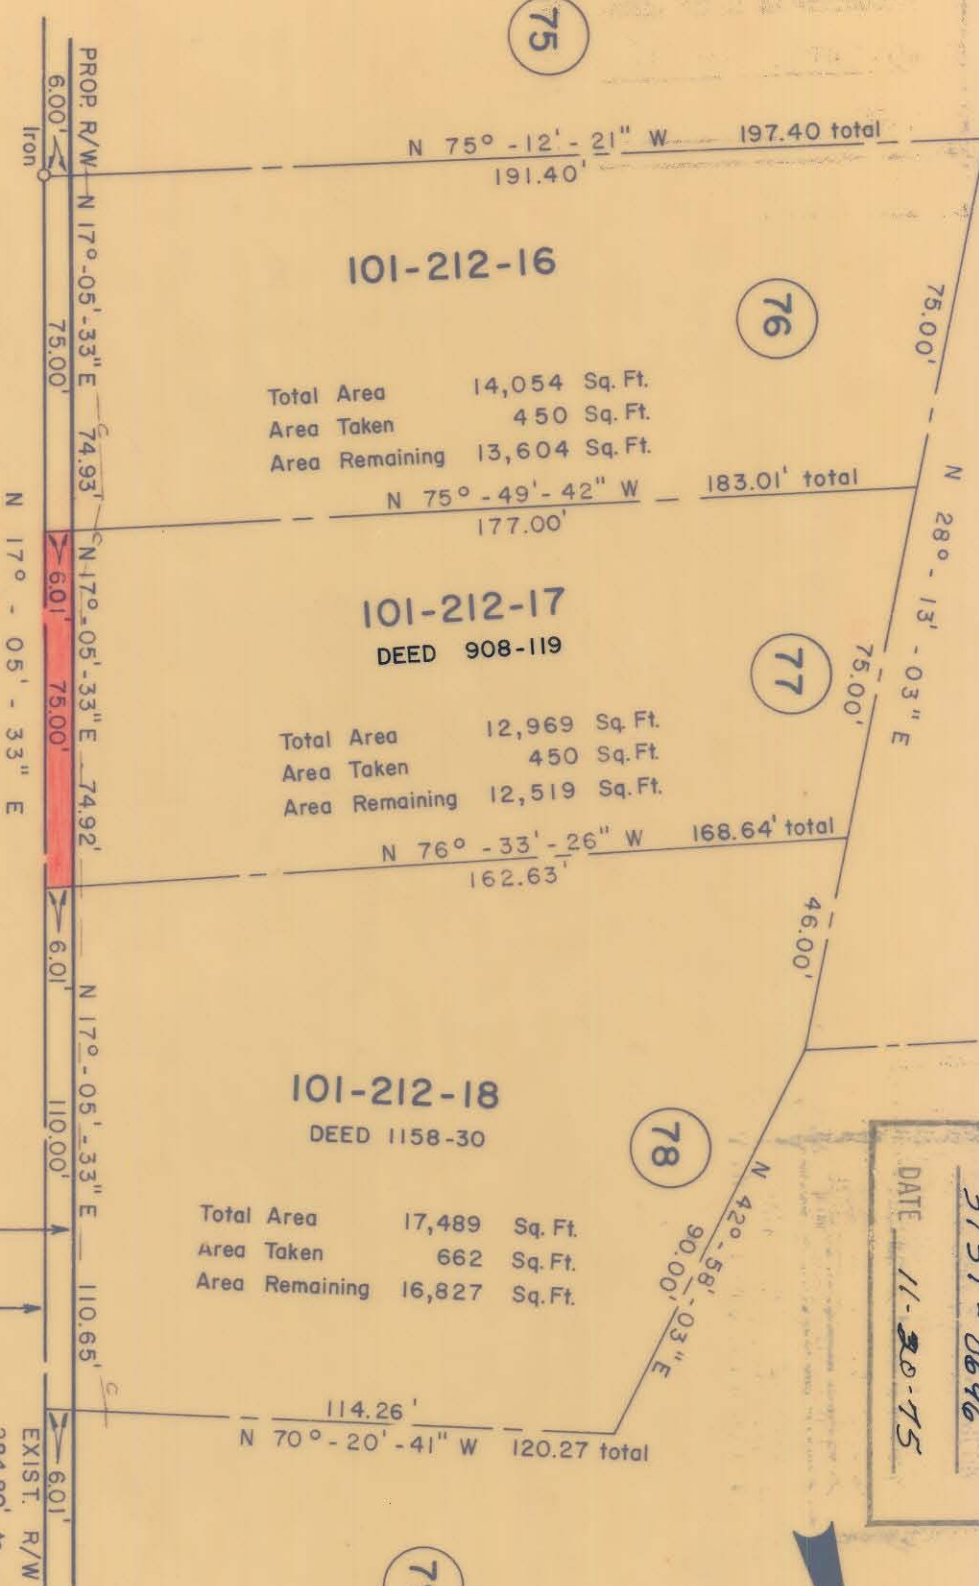 75
PROP. R/W
6.00'
Iron
N 75° - 12' - 21" W 197.40 total
191.40'
101-212-16
76
75.00'
N 17°-05'-33" E 74.93'
75.00'
Total Area 14,054 Sq. Ft.
Area Taken 450 Sq. Ft.
Area Remaining 13,604 Sq. Ft.
N 75° - 49' - 42" W 183.01' total
177.00'
N 28° - 13' - 03" E
N 17° - 05' - 33" E
101-212-17
DEED 908-119
77
75.00'
6.01'
75.00'
N 17°-05'-33" E 74.92'
Total Area 12,969 Sq. Ft.
Area Taken 450 Sq. Ft.
Area Remaining 12,519 Sq. Ft.
N 76° - 33' - 26" W 168.64' total
162.63'
46.00'
6.01'
N 17° - 05' - 33" E 110.65'
110.00'
101-212-18
DEED 1158-30
78
N 42° - 58' - 03" E
90.00'
Total Area 17,489 Sq. Ft.
Area Taken 662 Sq. Ft.
Area Remaining 16,827 Sq. Ft.
114.26'
N 70° - 20' - 41" W 120.27 total
6.01'
EXIST. R/W
DATE 11-20-75